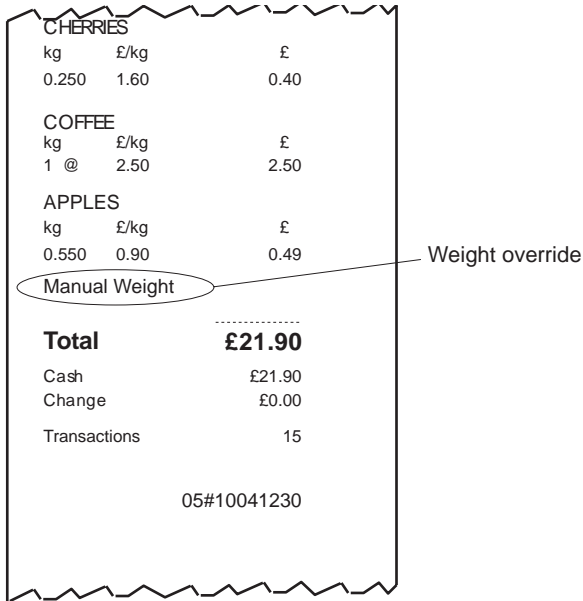 CHERRIES
kg £/kg £
0.250 1.60 0.40
COFFEE
kg £/kg £
1 @ 2.50 2.50
APPLES
kg £/kg £
0.550 0.90 0.49
Manual Weight
Weight override
Total £21.90
Cash £21.90
Change £0.00
Transactions 15
05#10041230